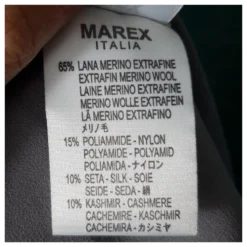 MAREX
ITALIA
65% LANA MERINO EXTRAFINE
EXTRAFIN MERINO WOOL
LAINE MERINO EXTRAFINE
MERINO WOLLE EXTRAFEIN
LÃ MERINO EXTRAFINO
メリノ毛
15% POLIAMMIDE - NYLON
POLYAMIDE - POLYAMID
POLIAMIDA - ナイロン
10% SETA - SILK - SOIE
SEIDE - SEDA - 絹
10% KASHMIR - CASHMERE
CACHEMIRE - KASCHMIR
CACHEMIRA - カシミヤ